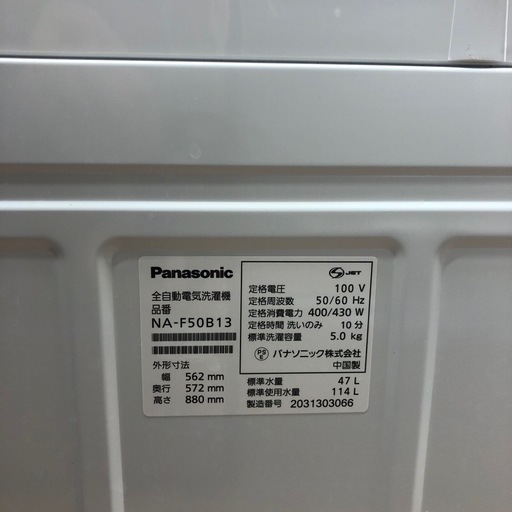 Panasonic
全自動電気洗濯機
品番
NA-F50B13
外形寸法
幅 562 mm
奥行 572 mm
高さ 880 mm
JET
定格電圧 100 V
定格周波数 50/60 Hz
定格消費電力 400/430 W
定格時間 洗いのみ 10 分
標準洗濯容量 5.0 kg
PSE パナソニック株式会社
中国製
標準水量 47 L
標準使用水量 114 L
製造番号 2031303066